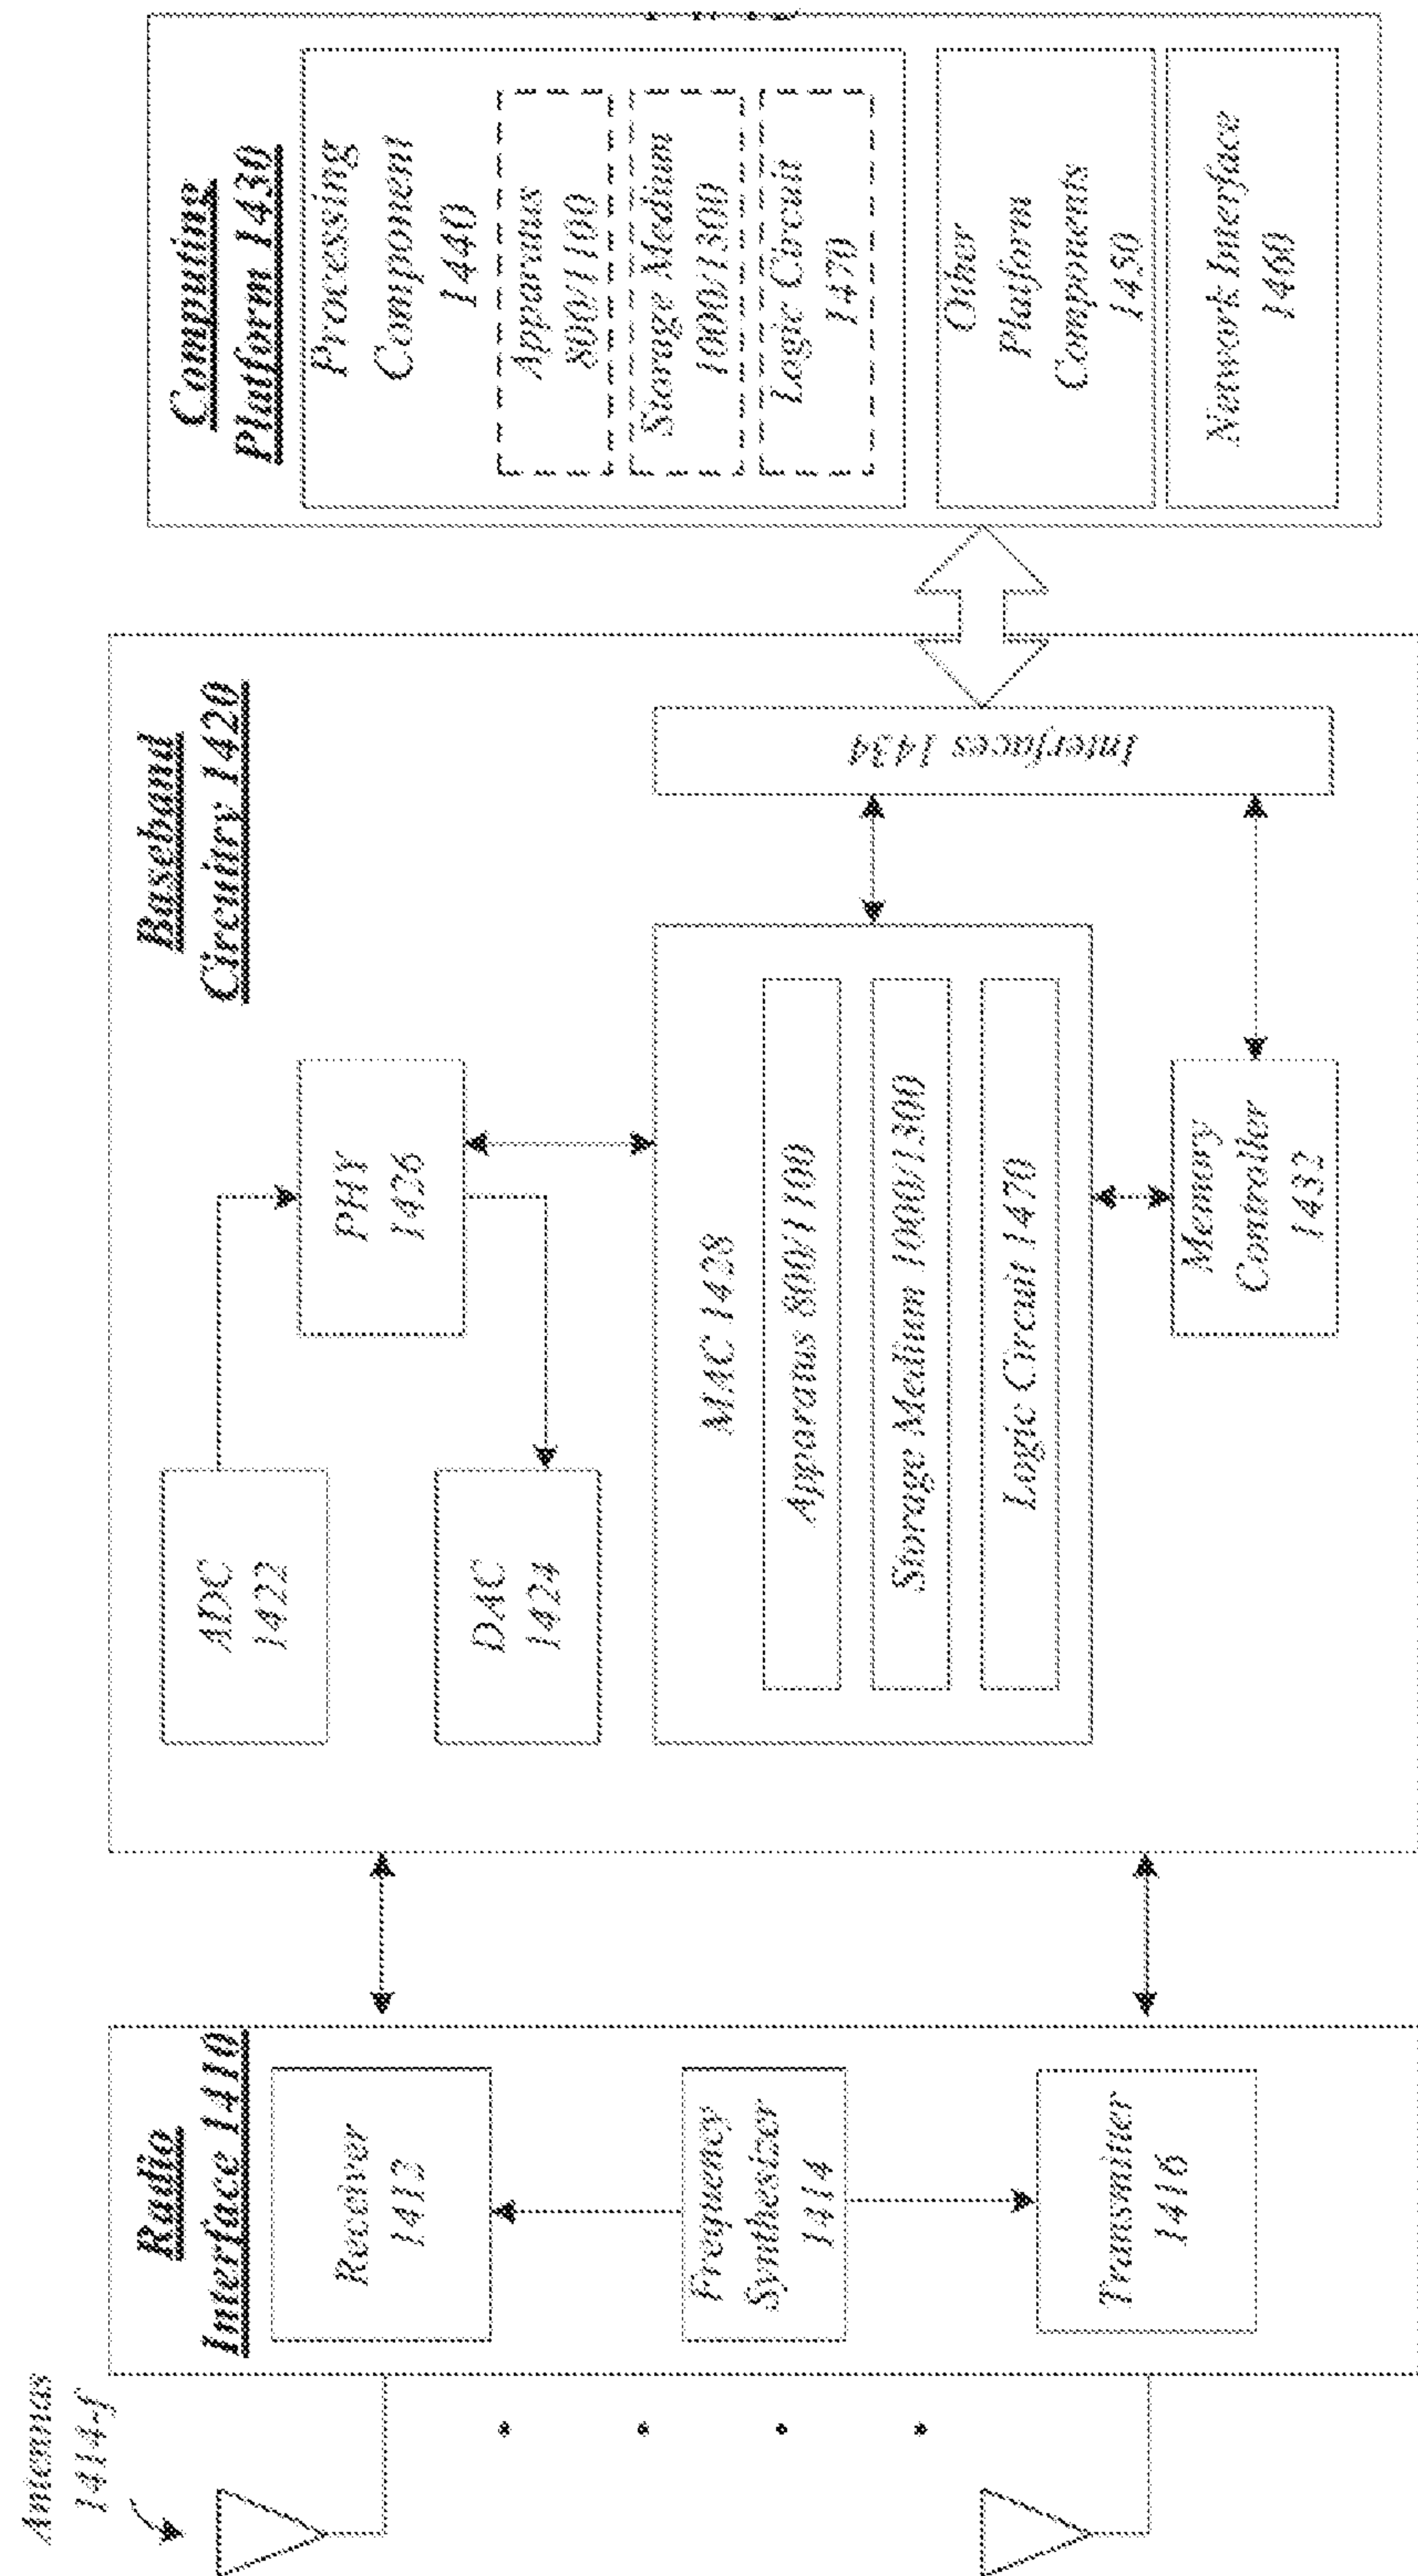 Antennas
1414-f
Radio
Interface 1410
Receiver
1412
Frequency
Synthesizer
1414
Transmitter
1416
Baseband
Circuitry 1420
ADC
1422
PHY
1426
DAC
1424
MAC 1428
Apparatus 800/1100
Storage Medium 1000/1300
Logic Circuit 1470
Memory
Controller
1432
Interfaces 1434
Computing
Platform 1430
Processing
Component
1440
Apparatus
800/1100
Storage Medium
1000/1300
Logic Circuit
1470
Other
Platform
Components
1450
Network Interface
1460